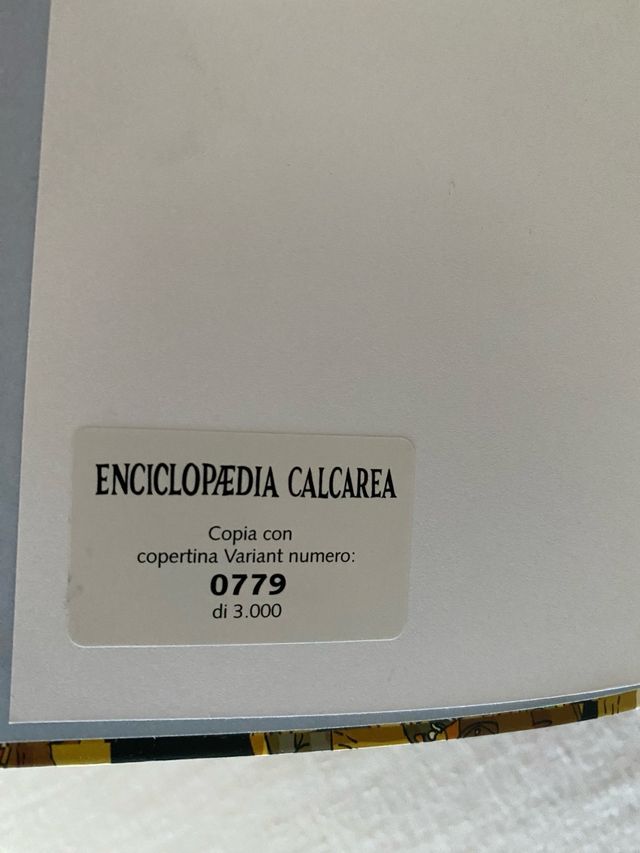 ENCICLOPÆDIA CALCAREA
Copia con
copertina Variant numero:
0779
di 3.000